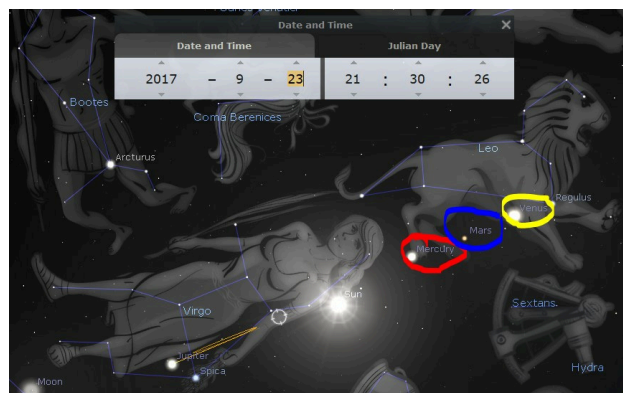 Date and Time
Date and Time
Julian Day
2017 – 9 – 23
21 : 30 : 26
Bootes
Coma Berenices
Arcturus
Leo
Regulus
Venus
Mars
Mercury
Sun
Sextans
Virgo
Jupiter
Spica
Hydra
Moon